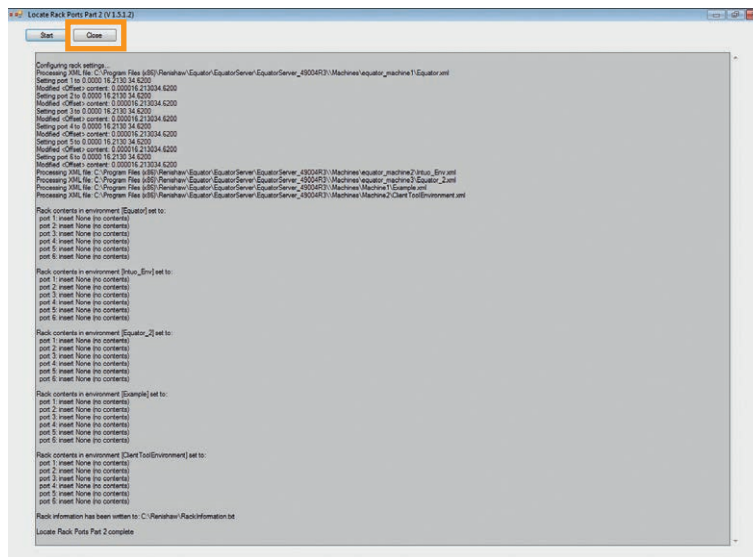 Locate Rack Ports Part 2 (V 1.5.1.2)
Start
Close
Configuring rack settings...
Processing XML file: C:\Program Files (x86)\Renishaw\Equator\EquatorServer\EquatorServer_49004R3\\Machines\equator_machine1\Equator.xml
Setting port 1 to 0.0000 16.2130 34.6200
Modified <Offset> content: 0.000016.213034.6200
Setting port 2 to 0.0000 16.2130 34.6200
Modified <Offset> content: 0.000016.213034.6200
Setting port 3 to 0.0000 16.2130 34.6200
Modified <Offset> content: 0.000016.213034.6200
Setting port 4 to 0.0000 16.2130 34.6200
Modified <Offset> content: 0.000016.213034.6200
Setting port 5 to 0.0000 16.2130 34.6200
Modified <Offset> content: 0.000016.213034.6200
Setting port 6 to 0.0000 16.2130 34.6200
Modified <Offset> content: 0.000016.213034.6200
Processing XML file: C:\Program Files (x86)\Renishaw\Equator\EquatorServer\EquatorServer_49004R3\\Machines\equator_machine2\Intuo_Env.xml
Processing XML file: C:\Program Files (x86)\Renishaw\Equator\EquatorServer\EquatorServer_49004R3\\Machines\equator_machine3\Equator_2.xml
Processing XML file: C:\Program Files (x86)\Renishaw\Equator\EquatorServer\EquatorServer_49004R3\\Machines\Machine1\Example.xml
Processing XML file: C:\Program Files (x86)\Renishaw\Equator\EquatorServer\EquatorServer_49004R3\\Machines\Machine2\ClientToolEnvironment.xml
Rack contents in environment [Equator] set to:
port 1: insert None (no contents)
port 2: insert None (no contents)
port 3: insert None (no contents)
port 4: insert None (no contents)
port 5: insert None (no contents)
port 6: insert None (no contents)
Rack contents in environment [Intuo_Env] set to:
port 1: insert None (no contents)
port 2: insert None (no contents)
port 3: insert None (no contents)
port 4: insert None (no contents)
port 5: insert None (no contents)
port 6: insert None (no contents)
Rack contents in environment [Equator_2] set to:
port 1: insert None (no contents)
port 2: insert None (no contents)
port 3: insert None (no contents)
port 4: insert None (no contents)
port 5: insert None (no contents)
port 6: insert None (no contents)
Rack contents in environment [Example] set to:
port 1: insert None (no contents)
port 2: insert None (no contents)
port 3: insert None (no contents)
port 4: insert None (no contents)
port 5: insert None (no contents)
port 6: insert None (no contents)
Rack contents in environment [ClientToolEnvironment] set to:
port 1: insert None (no contents)
port 2: insert None (no contents)
port 3: insert None (no contents)
port 4: insert None (no contents)
port 5: insert None (no contents)
port 6: insert None (no contents)
Rack information has been written to: C:\Renishaw\RackInformation.txt
Locate Rack Ports Part 2 complete